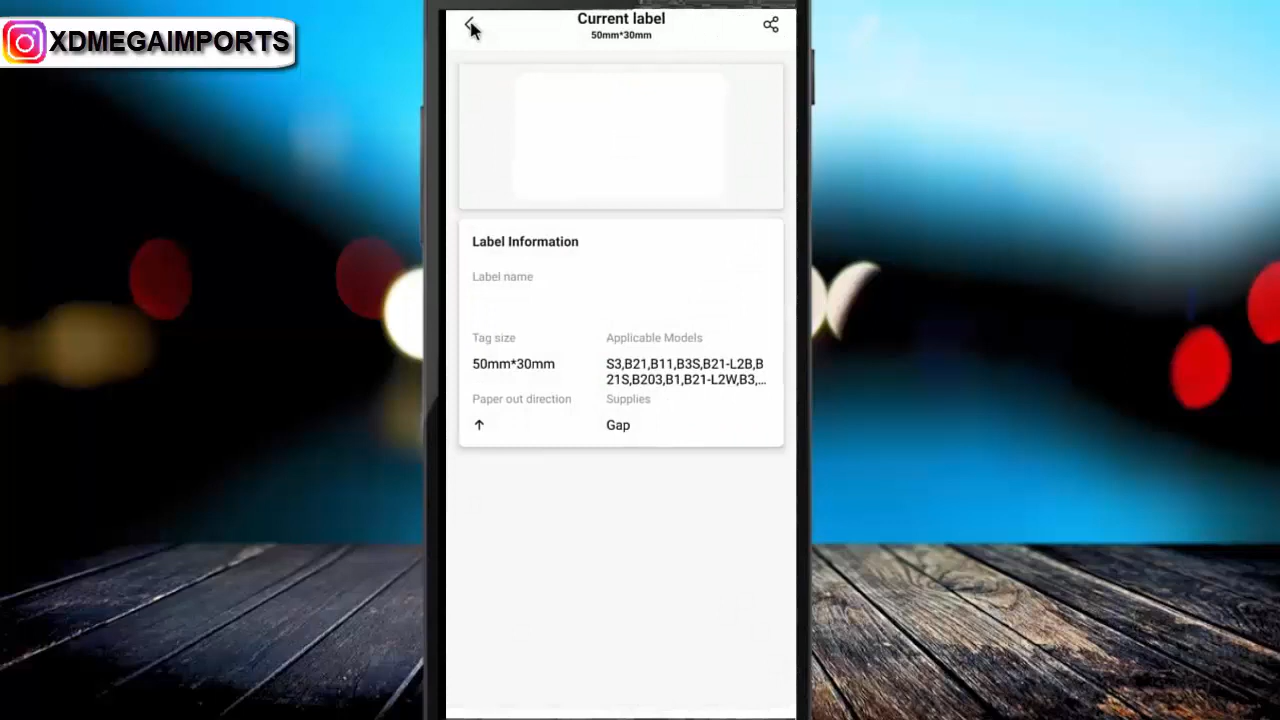 XDMEGAIMPORTS
Current label
50mm*30mm
Label Information
Label name
Tag size
Applicable Models
50mm*30mm
S3,B21,B11,B3S,B21-L2B,B
21S,B203,B1,B21-L2W,B3,...
Paper out direction
Supplies
↑
Gap